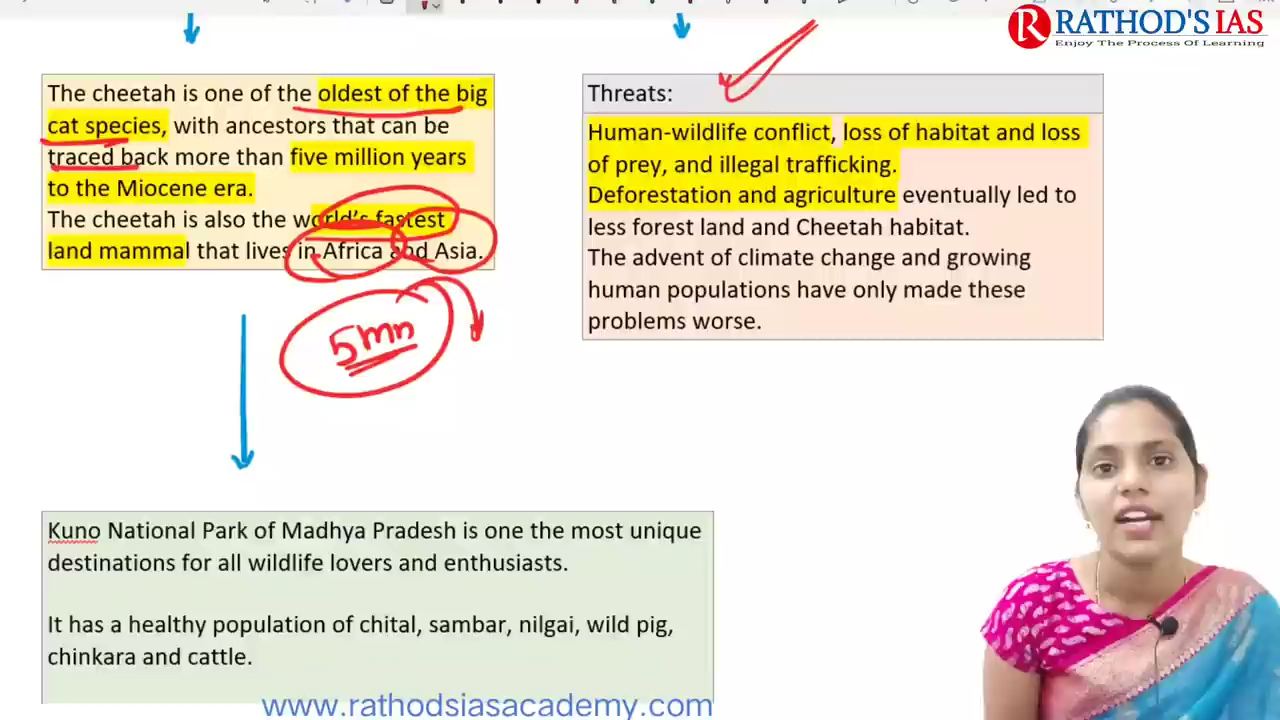 RATHOD'S IAS
Enjoy The Process Of Learning
The cheetah is one of the oldest of the big
cat species, with ancestors that can be
traced back more than five million years
to the Miocene era.
The cheetah is also the world's fastest
land mammal that lives in Africa and Asia.
5mn
Threats:
Human-wildlife conflict, loss of habitat and loss
of prey, and illegal trafficking.
Deforestation and agriculture eventually led to
less forest land and Cheetah habitat.
The advent of climate change and growing
human populations have only made these
problems worse.
Kuno National Park of Madhya Pradesh is one the most unique
destinations for all wildlife lovers and enthusiasts.
It has a healthy population of chital, sambar, nilgai, wild pig,
chinkara and cattle.
www.rathodsiasacademy.com